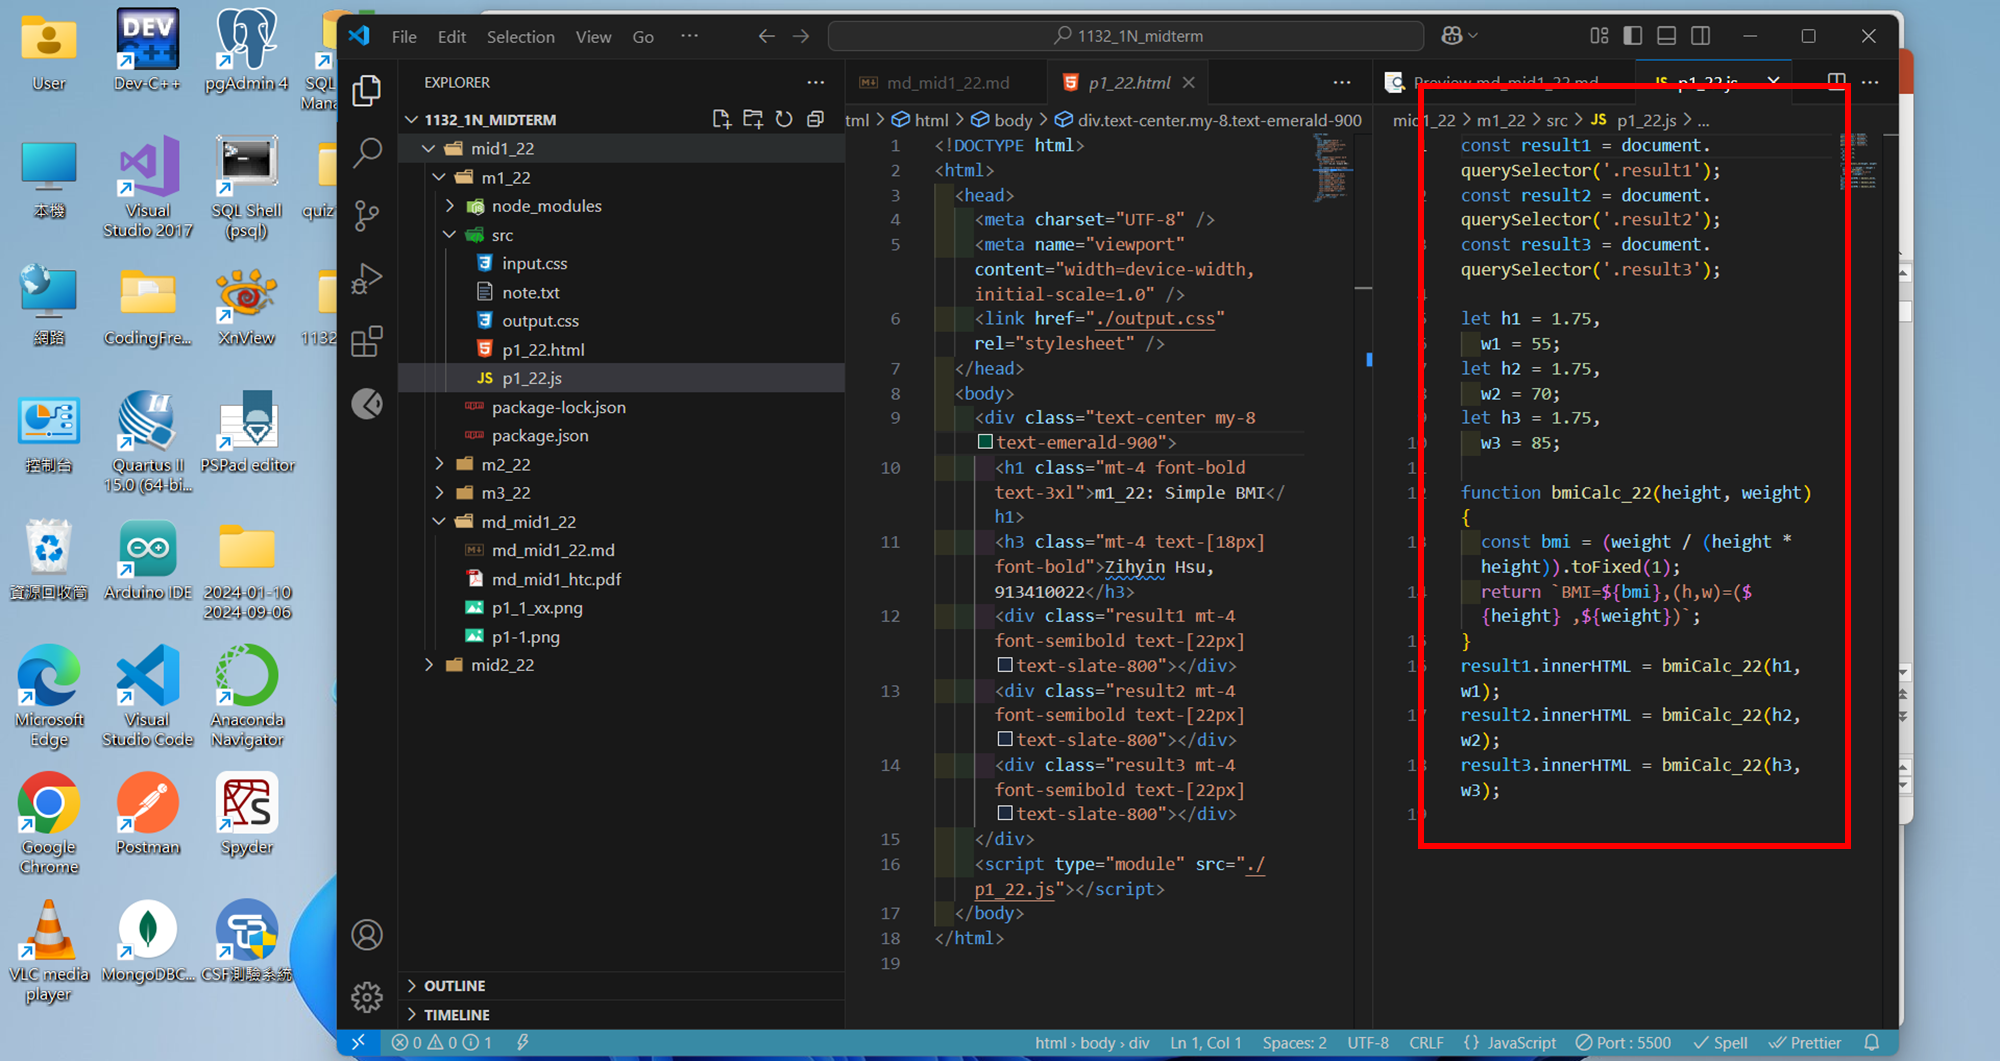 User
Dev-C++
pgAdmin 4
SQL
本機
Visual
Studio 2017
SQL Shell
(psql)
quiz
網路
CodingFre...
XnView
1132
控制台
Quartus II
15.0 (64-bi...
PSPad editor
資源回收筒
Arduino IDE
2024-01-10
2024-09-06
Microsoft
Edge
Visual
Studio Code
Anaconda
Navigator
Google
Chrome
Postman
Spyder
VLC media
player
MongoDBC...
CSF測驗系統
File Edit Selection View Go ...
1132_1N_midterm
EXPLORER
1132_1N_MIDTERM
mid1_22
m1_22
node_modules
src
input.css
note.txt
output.css
p1_22.html
JS p1_22.js
package-lock.json
package.json
m2_22
m3_22
md_mid1_22
md_mid1_22.md
md_mid1_htc.pdf
p1_1_xx.png
p1-1.png
mid2_22
OUTLINE
TIMELINE
md_mid1_22.md
p1_22.html
tml > html > body > div.text-center.my-8.text-emerald-900
1 <!DOCTYPE html>
2 <html>
3 <head>
4 <meta charset="UTF-8" />
5 <meta name="viewport"
content="width=device-width,
initial-scale=1.0" />
6 <link href="./output.css"
rel="stylesheet" />
7 </head>
8 <body>
9 <div class="text-center my-8
text-emerald-900">
10 <h1 class="mt-4 font-bold
text-3xl">m1_22: Simple BMI</
h1>
11 <h3 class="mt-4 text-[18px]
font-bold">Zihyin Hsu,
913410022</h3>
12 <div class="result1 mt-4
font-semibold text-[22px]
text-slate-800"></div>
13 <div class="result2 mt-4
font-semibold text-[22px]
text-slate-800"></div>
14 <div class="result3 mt-4
font-semibold text-[22px]
text-slate-800"></div>
15 </div>
16 <script type="module" src="./
p1_22.js"></script>
17 </body>
18 </html>
19
Preview md_mid1_22.md
JS p1_22.js
mid1_22 > m1_22 > src > JS p1_22.js > ...
const result1 = document.
querySelector('.result1');
const result2 = document.
querySelector('.result2');
const result3 = document.
querySelector('.result3');
let h1 = 1.75,
w1 = 55;
let h2 = 1.75,
w2 = 70;
let h3 = 1.75,
w3 = 85;
function bmiCalc_22(height, weight)
{
const bmi = (weight / (height *
height)).toFixed(1);
return `BMI=${bmi},(h,w)=($
{height} ,${weight})`;
}
result1.innerHTML = bmiCalc_22(h1,
w1);
result2.innerHTML = bmiCalc_22(h2,
w2);
result3.innerHTML = bmiCalc_22(h3,
w3);
0 0 1
html > body > div
Ln 1, Col 1
Spaces: 2
UTF-8
CRLF
{} JavaScript
Port : 5500
Spell
Prettier